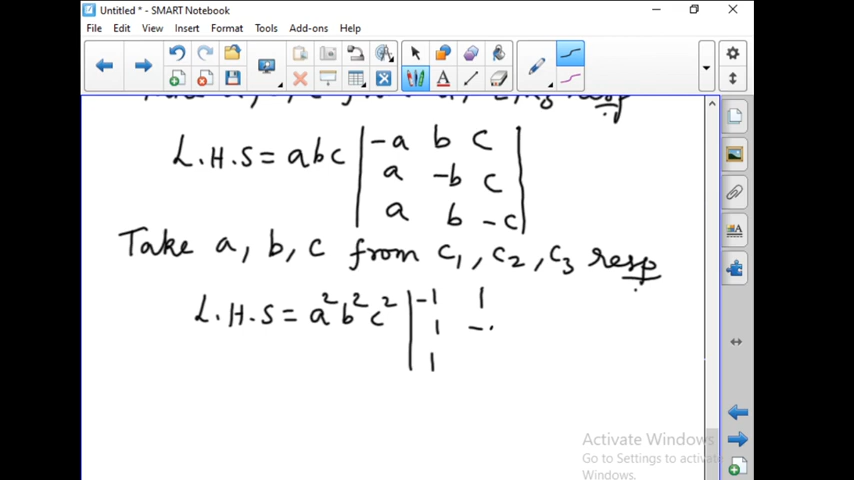 Untitled * - SMART Notebook
File Edit View Insert Format Tools Add-ons Help
L.H.S = abc | -a b c |
a -b c
a b -c
Take a, b, c from C1, C2, C3 resp
L.H.S = a²b²c² | -1 1
1 -
1
Activate Windows
Go to Settings to activate
Windows.